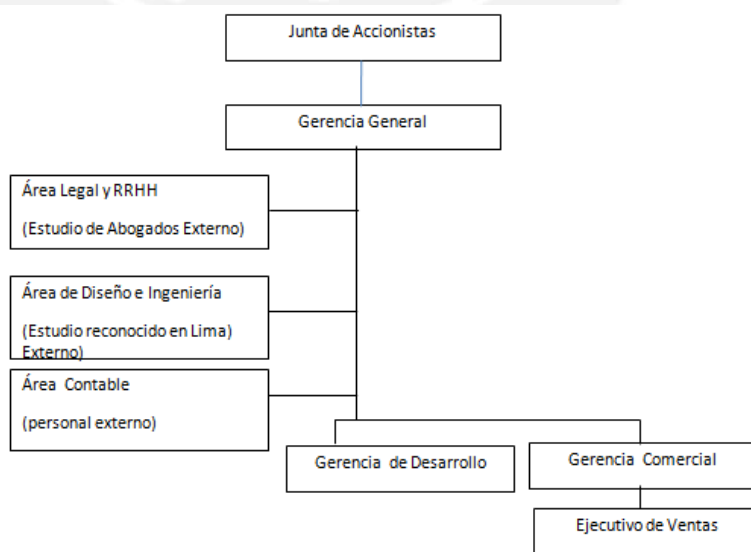 Junta de Accionistas
Gerencia General
Área Legal y RRHH
(Estudio de Abogados Externo)
Área de Diseño e Ingeniería
(Estudio reconocido en Lima)
Externo)
Área Contable
(personal externo)
Gerencia de Desarrollo
Gerencia Comercial
Ejecutivo de Ventas